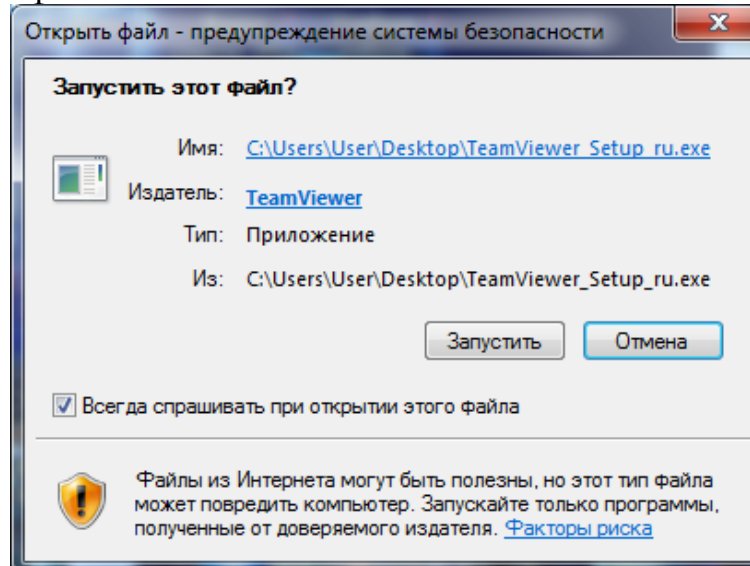 Открыть файл - предупреждение системы безопасности
Запустить этот файл?
Имя: C:\Users\User\Desktop\TeamViewer_Setup_ru.exe
Издатель: TeamViewer
Тип: Приложение
Из: C:\Users\User\Desktop\TeamViewer_Setup_ru.exe
Запустить Отмена
Всегда спрашивать при открытии этого файла
Файлы из Интернета могут быть полезны, но этот тип файла
может повредить компьютер. Запускайте только программы,
полученные от доверяемого издателя. Факторы риска